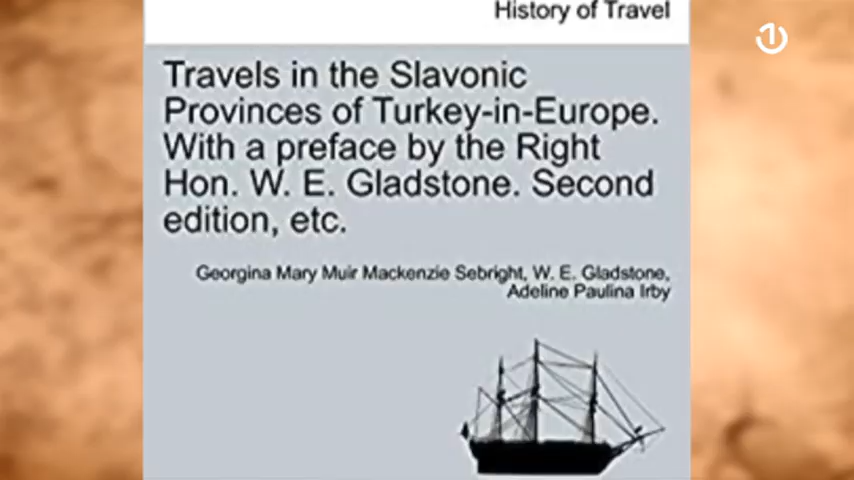 History of Travel
Travels in the Slavonic
Provinces of Turkey-in-Europe.
With a preface by the Right
Hon. W. E. Gladstone. Second
edition, etc.
Georgina Mary Muir Mackenzie Sebright, W. E. Gladstone,
Adeline Paulina Irby
1